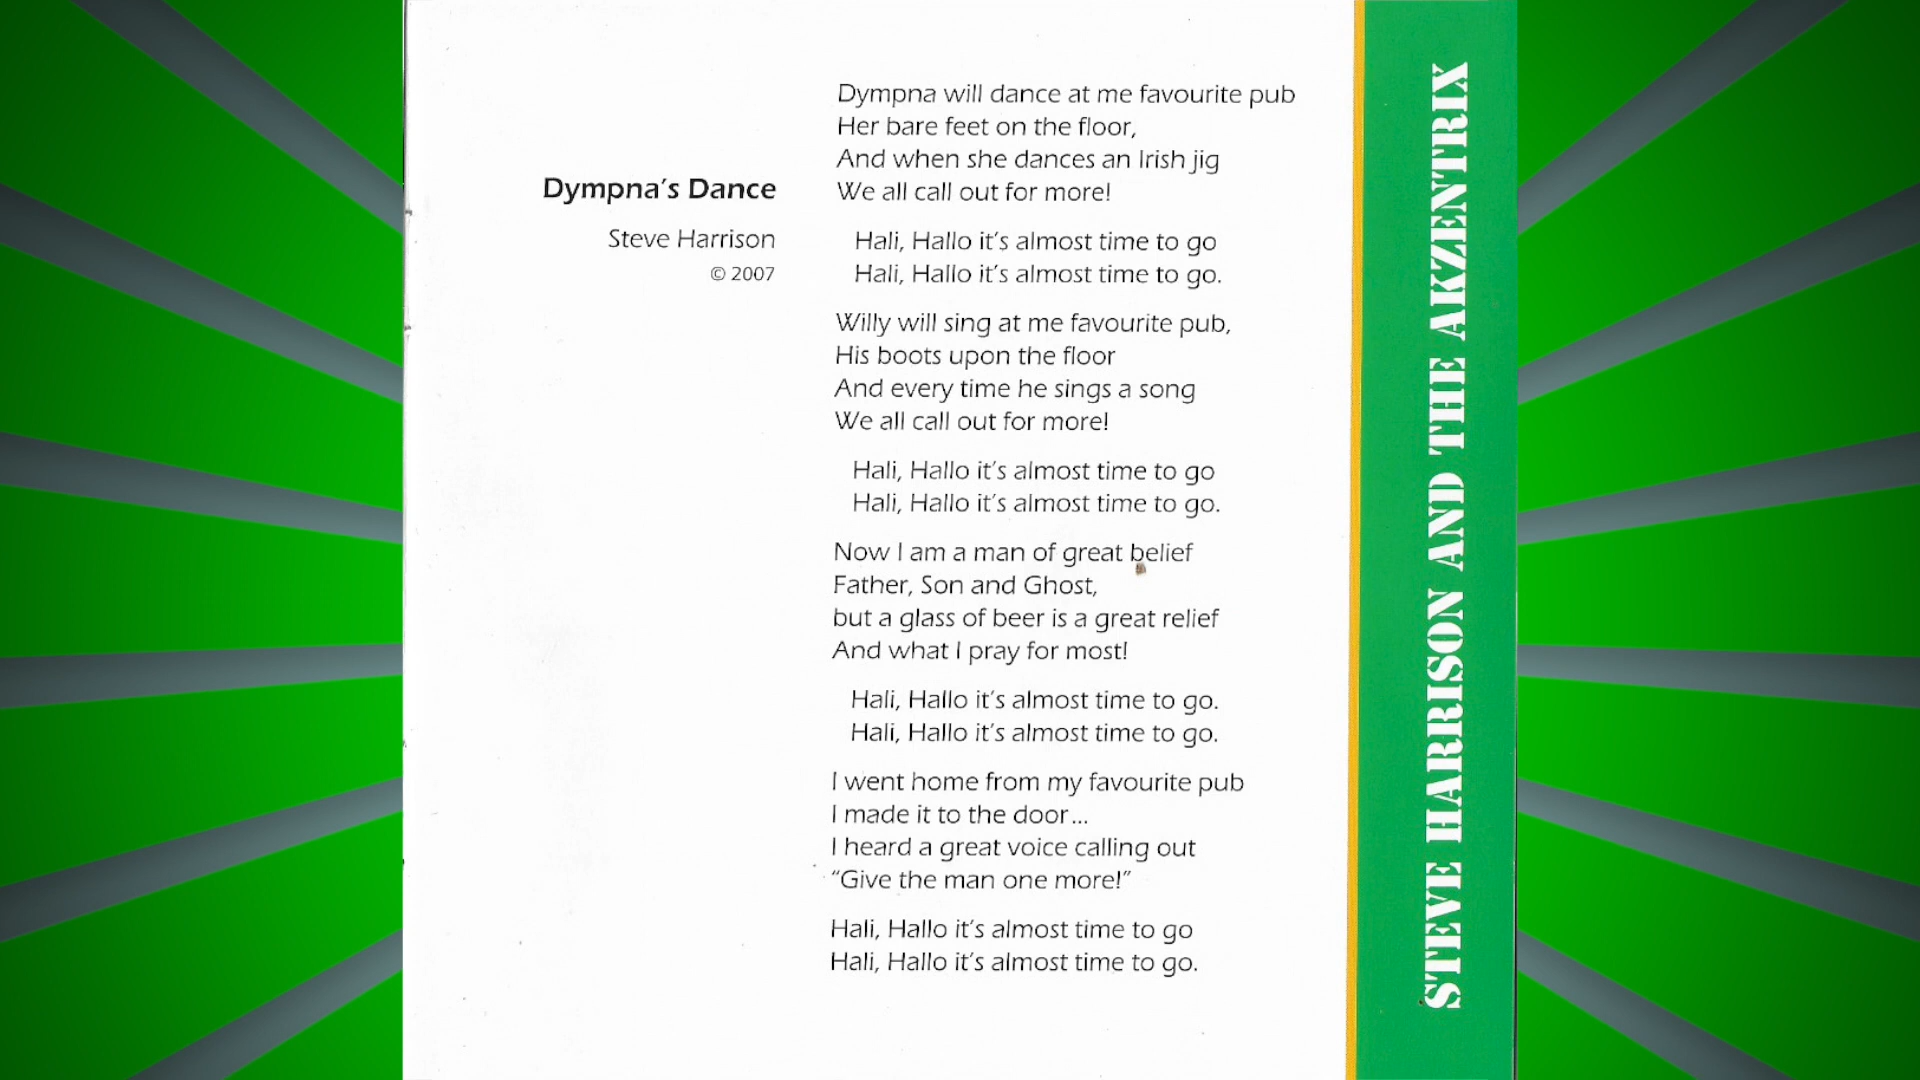 Dympna's Dance
Steve Harrison
© 2007
Dympna will dance at me favourite pub
Her bare feet on the floor,
And when she dances an Irish jig
We all call out for more!
Hali, Hallo it's almost time to go
Hali, Hallo it's almost time to go.
Willy will sing at me favourite pub,
His boots upon the floor
And every time he sings a song
We all call out for more!
Hali, Hallo it's almost time to go
Hali, Hallo it's almost time to go.
Now I am a man of great belief
Father, Son and Ghost,
but a glass of beer is a great relief
And what I pray for most!
Hali, Hallo it's almost time to go.
Hali, Hallo it's almost time to go.
I went home from my favourite pub
I made it to the door...
I heard a great voice calling out
“Give the man one more!”
Hali, Hallo it's almost time to go
Hali, Hallo it's almost time to go.
STEVE HARRISON AND THE AKZENTRIX